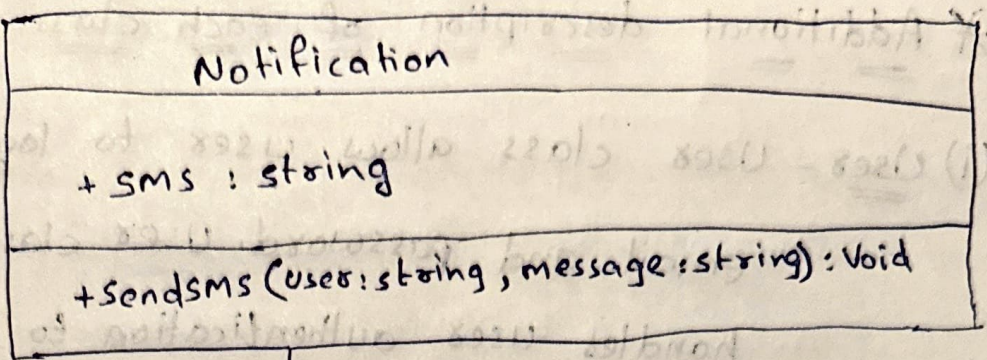 Notification
+ SMS : string
+SendSMS (User: string, message: string) : Void